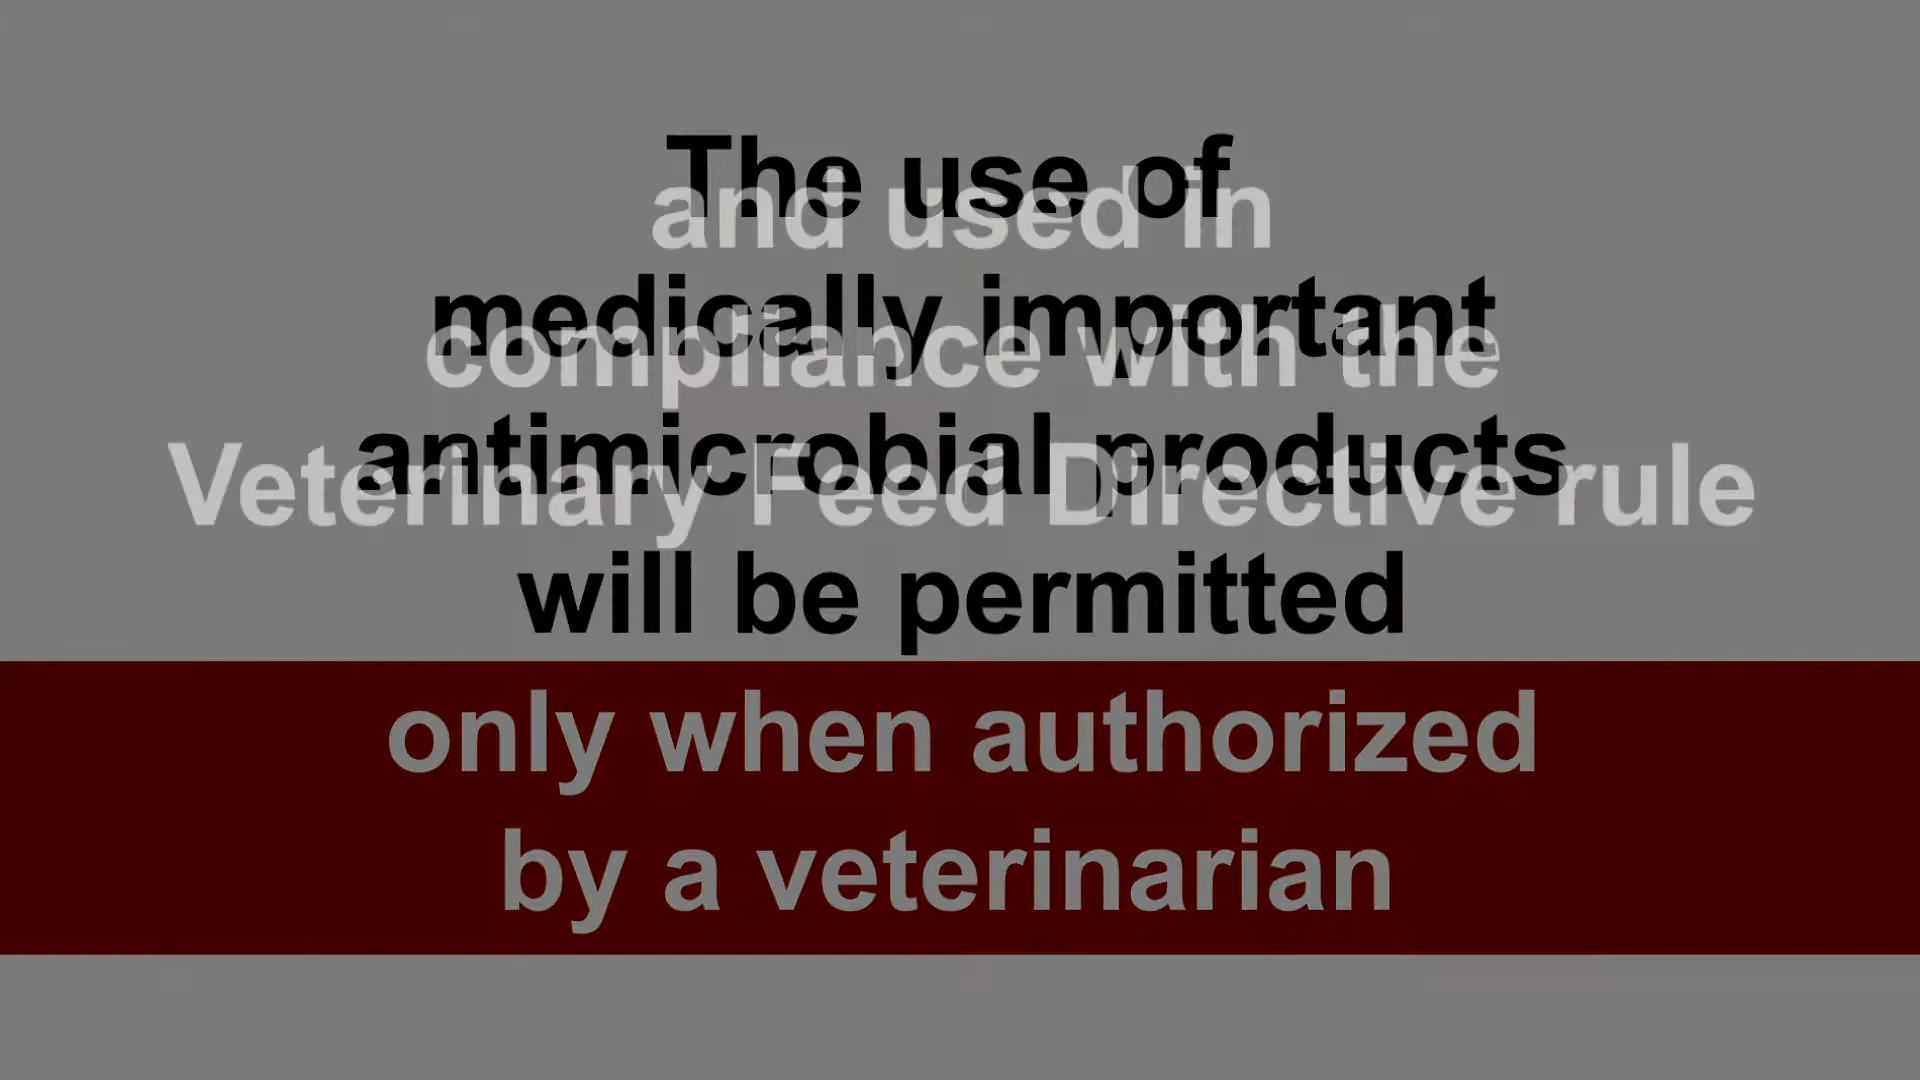 The use of
medically important
antimicrobial products
will be permitted
only when authorized
by a veterinarian
and used in
compliance with the
Veterinary Feed Directive rule